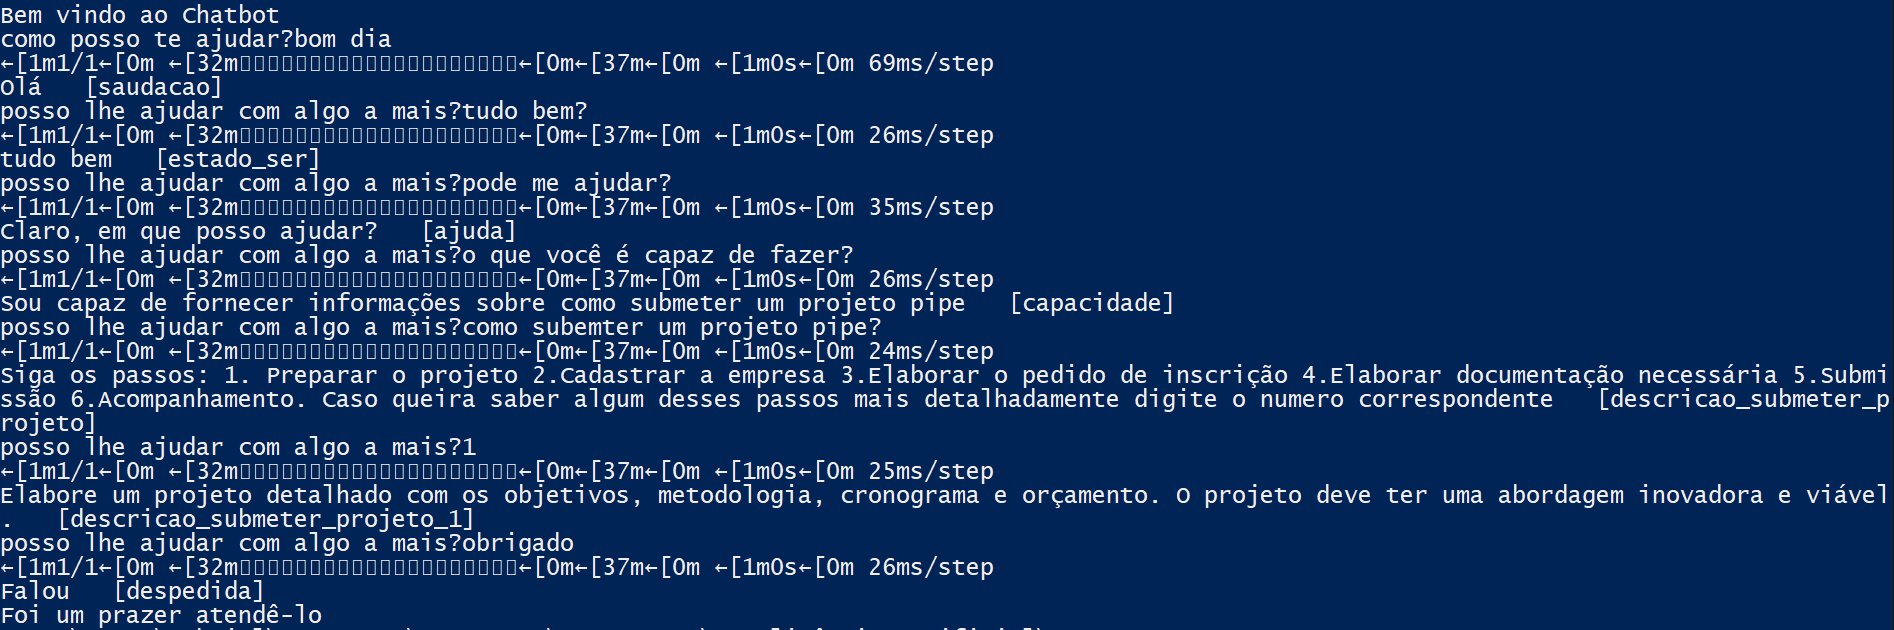 Bem vindo ao Chatbot
como posso te ajudar?bom dia
←[1m1/1←[0m ←[32m▯▯▯▯▯▯▯▯▯▯▯▯▯▯▯▯▯▯▯▯←[0m←[37m←[0m ←[1m0s←[0m 69ms/step
Olá   [saudacao]
posso lhe ajudar com algo a mais?tudo bem?
←[1m1/1←[0m ←[32m▯▯▯▯▯▯▯▯▯▯▯▯▯▯▯▯▯▯▯▯←[0m←[37m←[0m ←[1m0s←[0m 26ms/step
tudo bem   [estado_ser]
posso lhe ajudar com algo a mais?pode me ajudar?
←[1m1/1←[0m ←[32m▯▯▯▯▯▯▯▯▯▯▯▯▯▯▯▯▯▯▯▯←[0m←[37m←[0m ←[1m0s←[0m 35ms/step
Claro, em que posso ajudar?   [ajuda]
posso lhe ajudar com algo a mais?o que você é capaz de fazer?
←[1m1/1←[0m ←[32m▯▯▯▯▯▯▯▯▯▯▯▯▯▯▯▯▯▯▯▯←[0m←[37m←[0m ←[1m0s←[0m 26ms/step
Sou capaz de fornecer informações sobre como submeter um projeto pipe   [capacidade]
posso lhe ajudar com algo a mais?como subemter um projeto pipe?
←[1m1/1←[0m ←[32m▯▯▯▯▯▯▯▯▯▯▯▯▯▯▯▯▯▯▯▯←[0m←[37m←[0m ←[1m0s←[0m 24ms/step
Siga os passos: 1. Preparar o projeto 2.Cadastrar a empresa 3.Elaborar o pedido de inscrição 4.Elaborar documentação necessária 5.Submi
ssão 6.Acompanhamento. Caso queira saber algum desses passos mais detalhadamente digite o numero correspondente   [descricao_submeter_p
rojeto]
posso lhe ajudar com algo a mais?1
←[1m1/1←[0m ←[32m▯▯▯▯▯▯▯▯▯▯▯▯▯▯▯▯▯▯▯▯←[0m←[37m←[0m ←[1m0s←[0m 25ms/step
Elabore um projeto detalhado com os objetivos, metodologia, cronograma e orçamento. O projeto deve ter uma abordagem inovadora e viável
.   [descricao_submeter_projeto_1]
posso lhe ajudar com algo a mais?obrigado
←[1m1/1←[0m ←[32m▯▯▯▯▯▯▯▯▯▯▯▯▯▯▯▯▯▯▯▯←[0m←[37m←[0m ←[1m0s←[0m 26ms/step
Falou   [despedida]
Foi um prazer atendê-lo